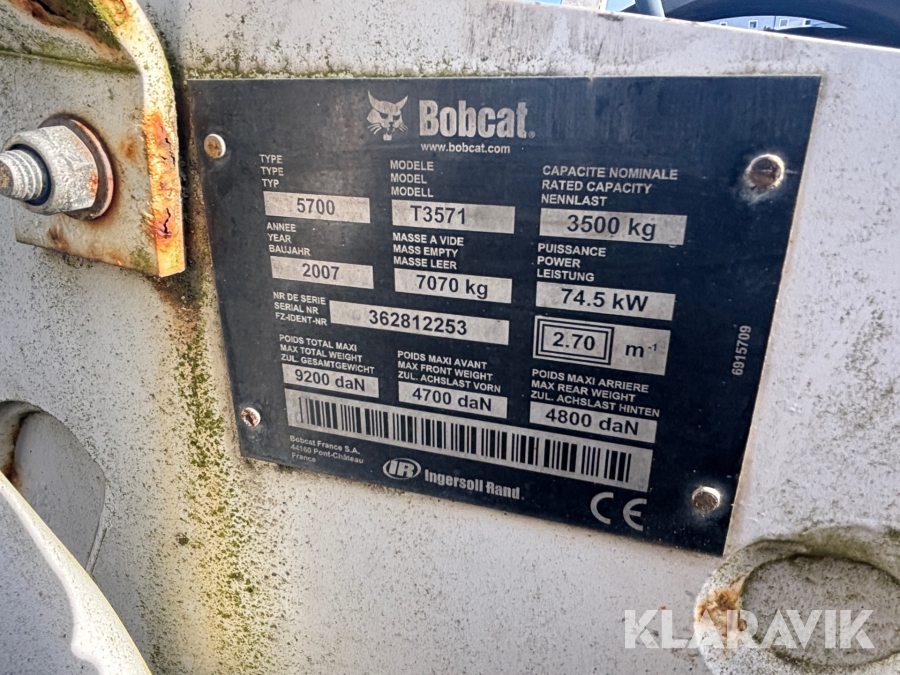 Bobcat®
www.bobcat.com
TYPE
TYPE
TYP
5700
MODELE
MODEL
MODELL
T3571
CAPACITE NOMINALE
RATED CAPACITY
NENNLAST
3500 kg
ANNEE
YEAR
BAUJAHR
2007
MASSE A VIDE
MASS EMPTY
MASSE LEER
7070 kg
PUISSANCE
POWER
LEISTUNG
74.5 kW
NR DE SERIE
SERIAL NR
FZ-IDENT-NR
362812253
2.70 m⁻¹
POIDS TOTAL MAXI
MAX TOTAL WEIGHT
ZUL. GESAMTGEWICHT
9200 daN
POIDS MAXI AVANT
MAX FRONT WEIGHT
ZUL. ACHSLAST VORN
4700 daN
POIDS MAXI ARRIERE
MAX REAR WEIGHT
ZUL. ACHSLAST HINTEN
4800 daN
Bobcat France S.A.
44160 Pont-Château
France
IR Ingersoll Rand®
CE
6915709
KLARAVIK